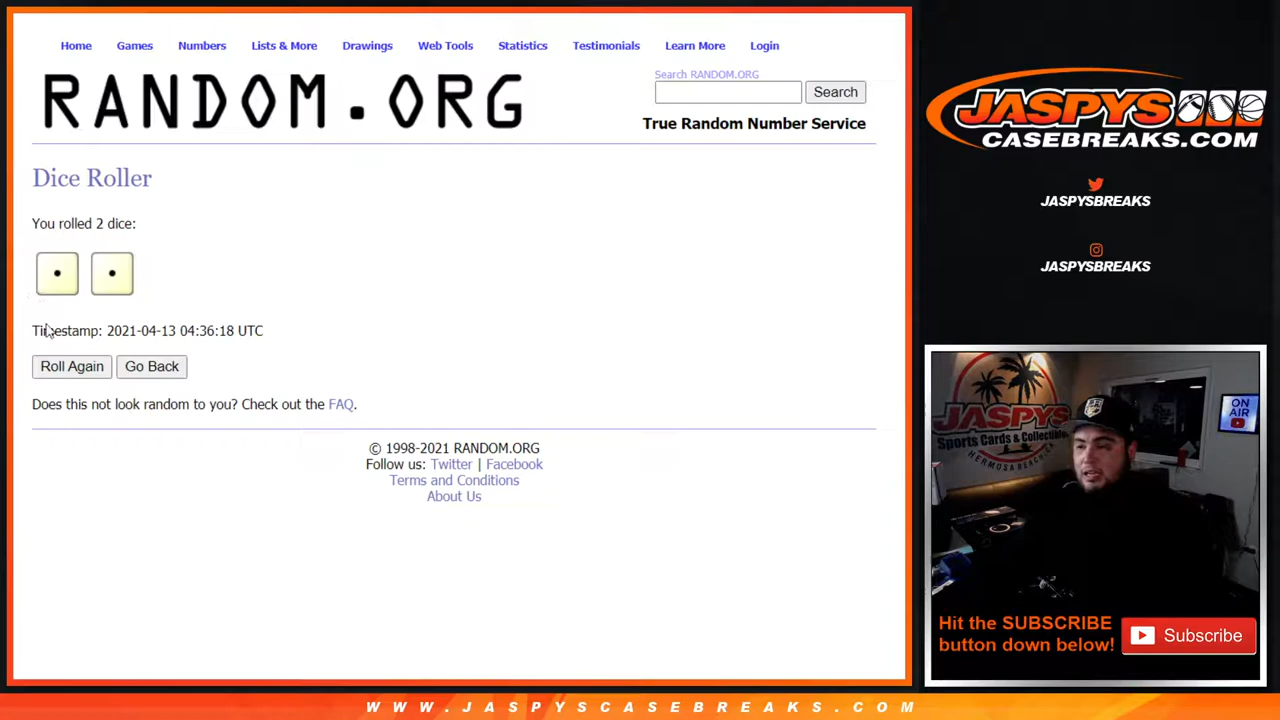 Home Games Numbers Lists & More Drawings Web Tools Statistics Testimonials Learn More Login
RANDOM.ORG
Search RANDOM.ORG
Search
True Random Number Service
Dice Roller
You rolled 2 dice:
Timestamp: 2021-04-13 04:36:18 UTC
Roll Again Go Back
Does this not look random to you? Check out the FAQ.
© 1998-2021 RANDOM.ORG
Follow us: Twitter | Facebook
Terms and Conditions
About Us
JASPYS
CASEBREAKS.COM
JASPYSBREAKS
JASPYSBREAKS
JASPYS
Sports Cards & Collectibles
HERMOSA BEACH, CA
ON
AIR
Hit the SUBSCRIBE
button down below!
Subscribe
WWW.JASPYSCASEBREAKS.COM